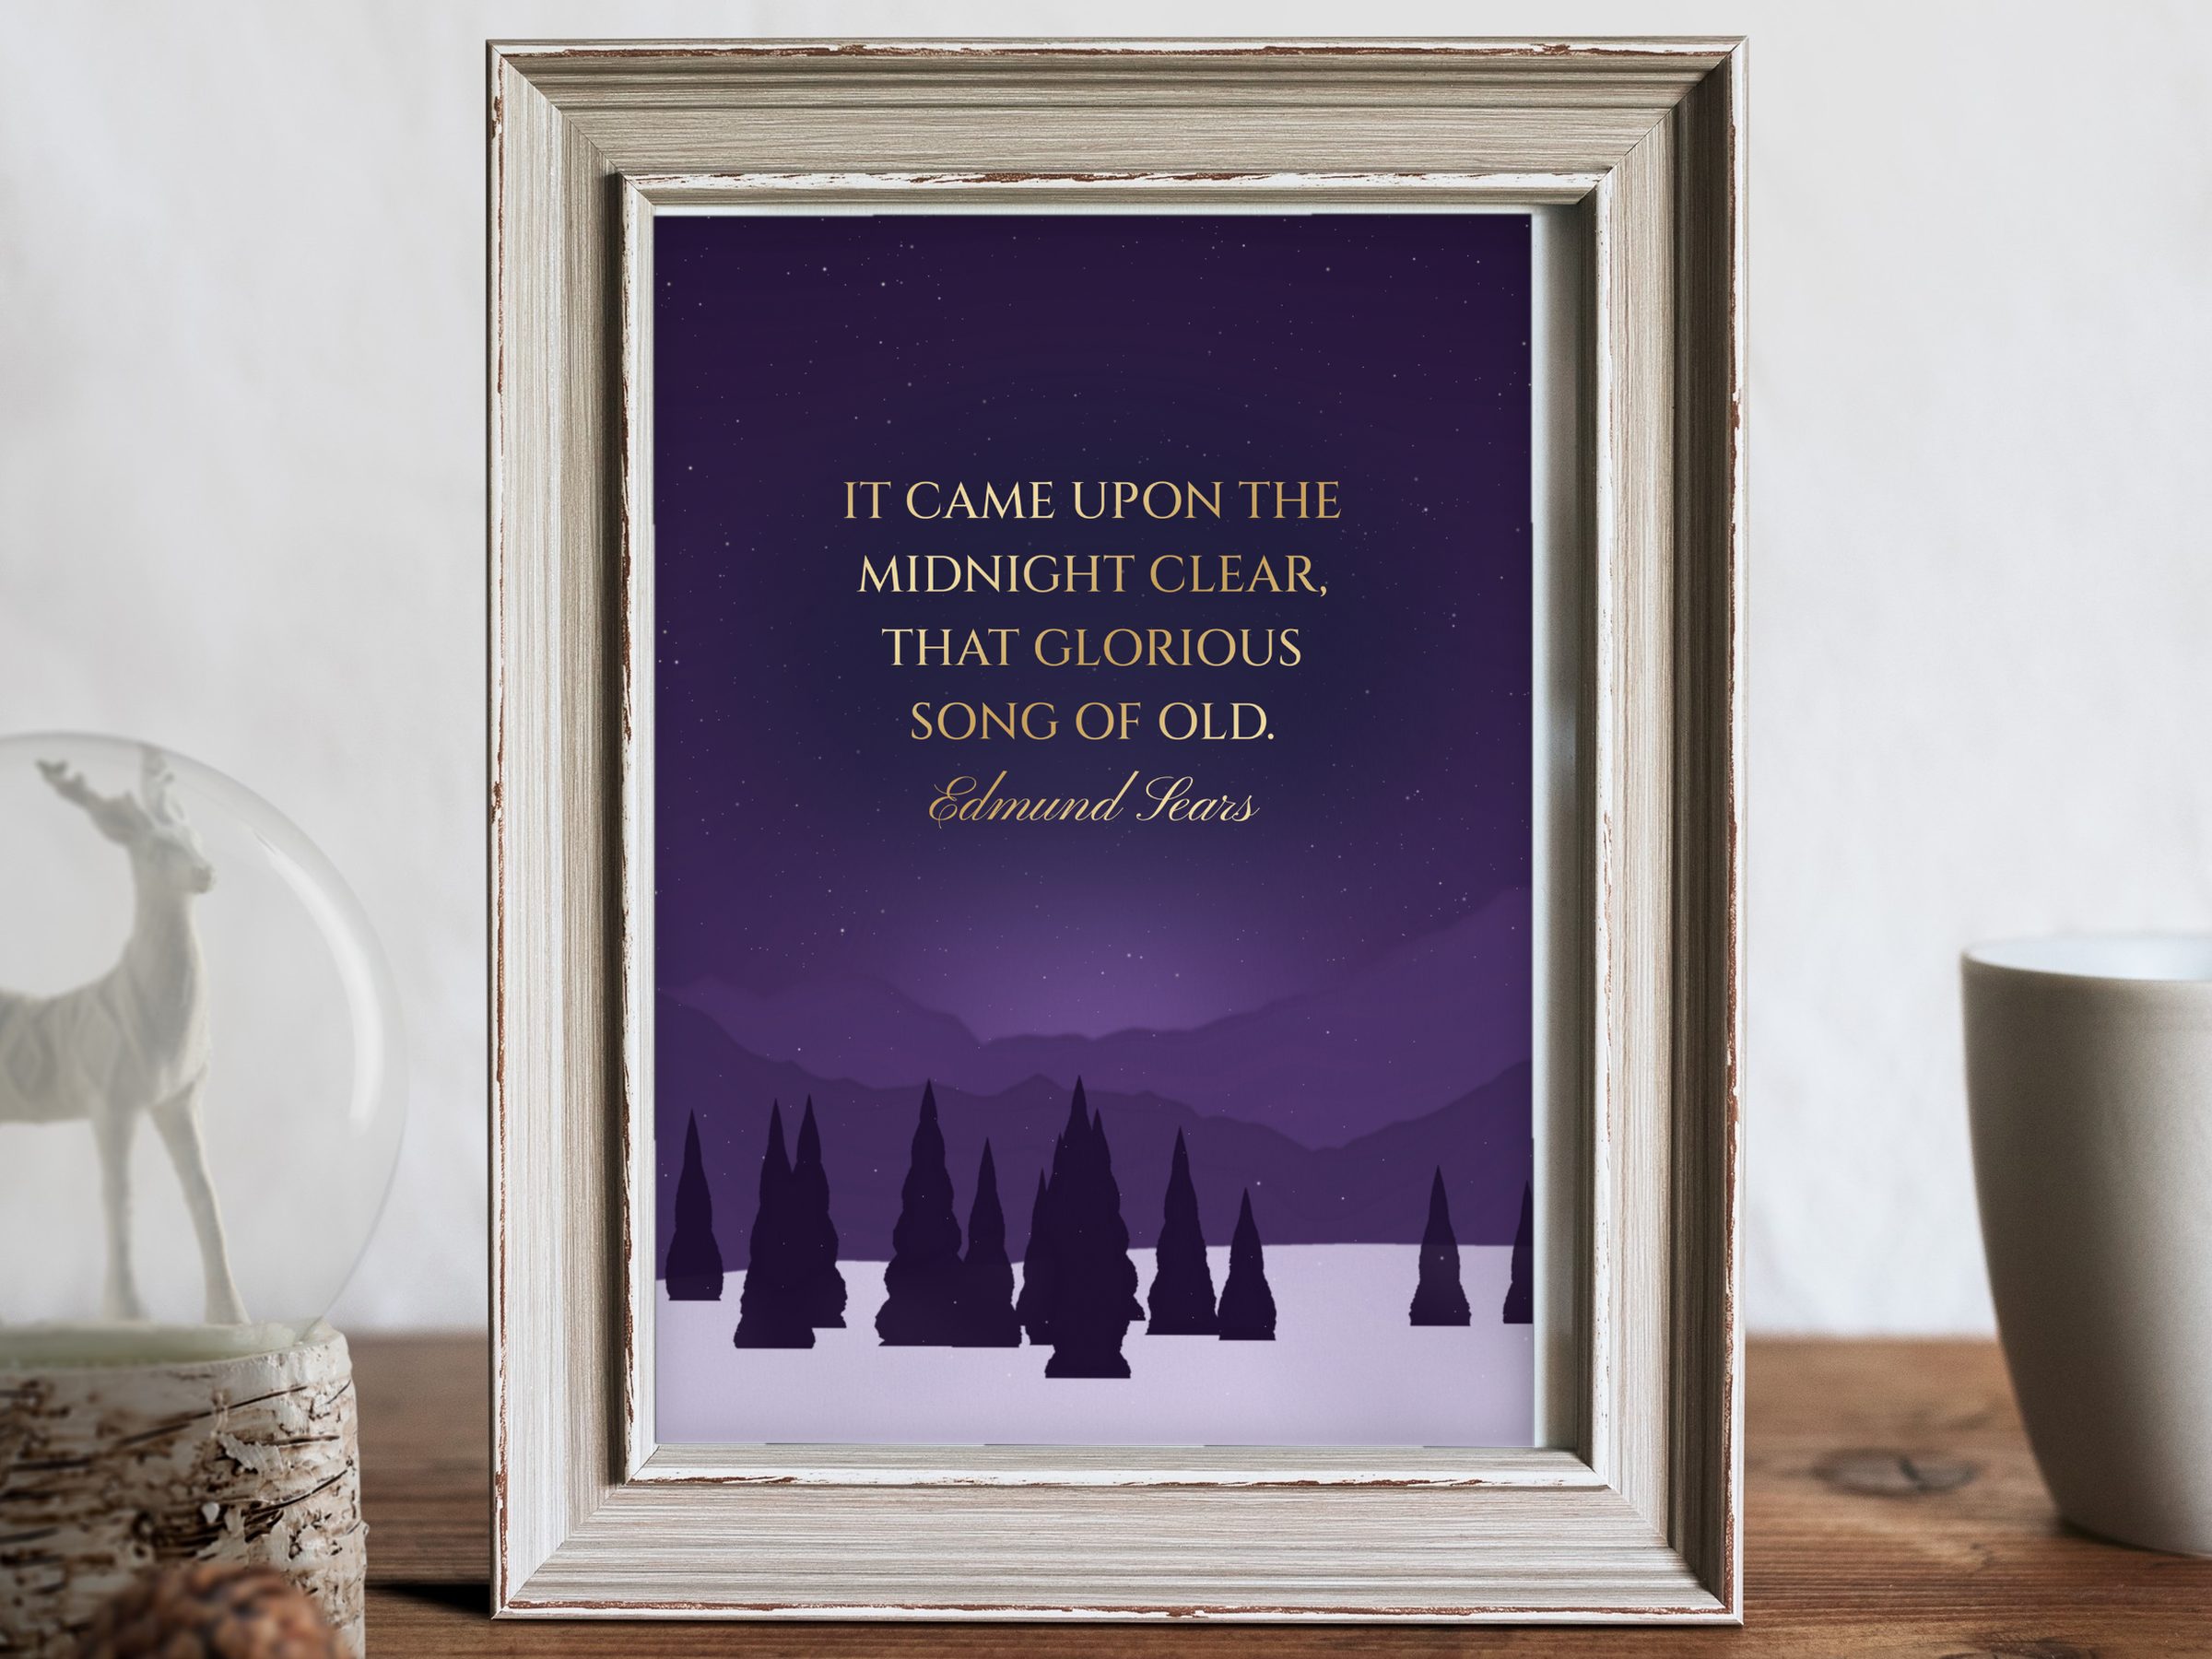 IT CAME UPON THE
MIDNIGHT CLEAR,
THAT GLORIOUS
SONG OF OLD.
Edmund Sears